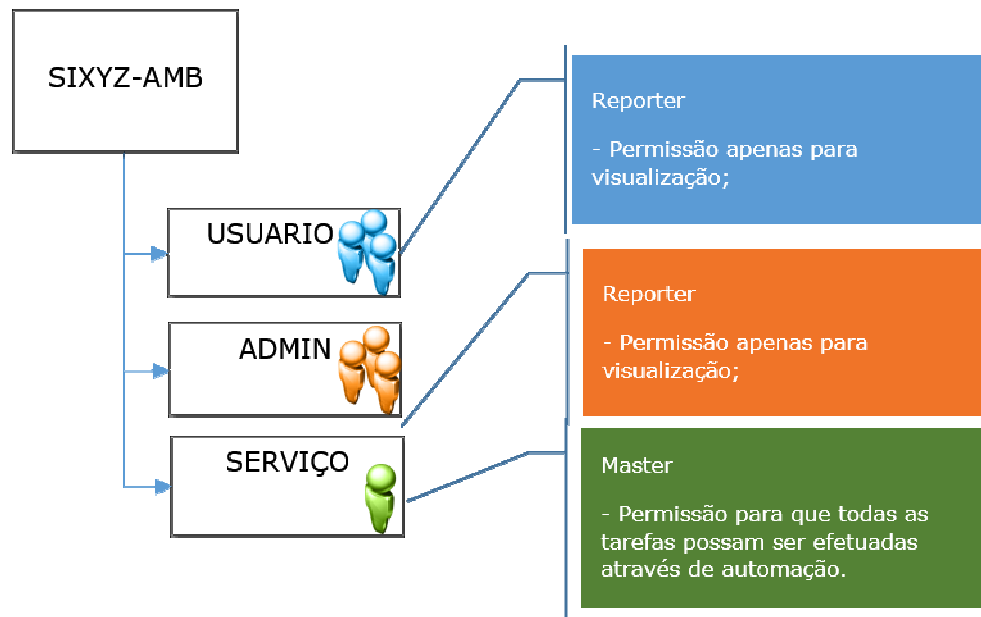 SIXYZ-AMB
USUARIO
ADMIN
SERVIÇO
Reporter
- Permissão apenas para
visualização;
Reporter
- Permissão apenas para
visualização;
Master
- Permissão para que todas as
tarefas possam ser efetuadas
através de automação.